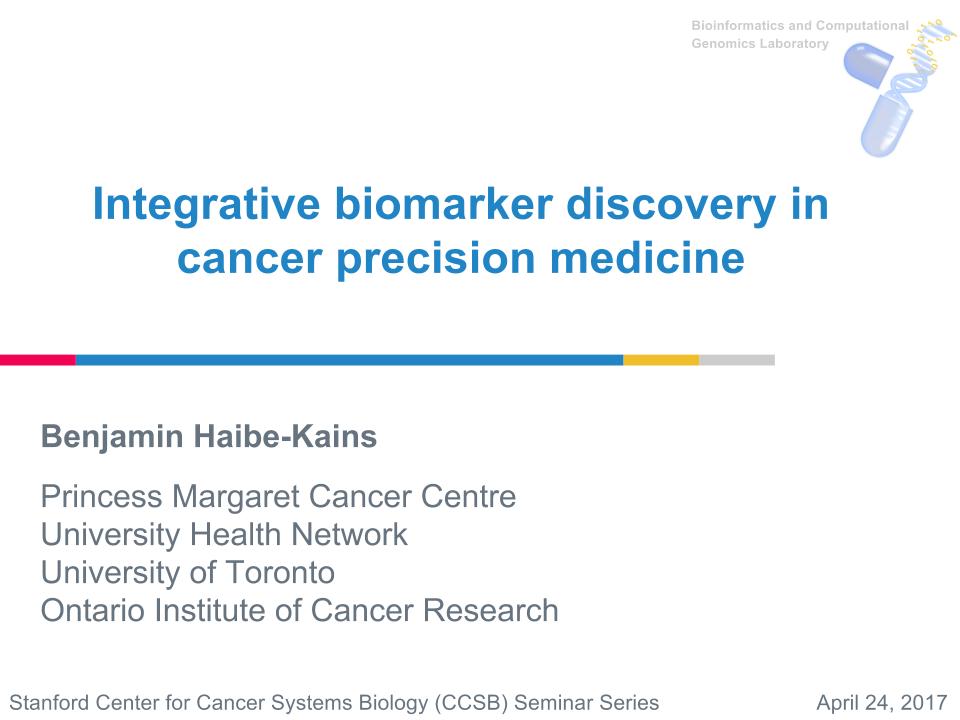 Bioinformatics and Computational
Genomics Laboratory
Integrative biomarker discovery in
cancer precision medicine
Benjamin Haibe-Kains
Princess Margaret Cancer Centre
University Health Network
University of Toronto
Ontario Institute of Cancer Research
Stanford Center for Cancer Systems Biology (CCSB) Seminar Series
April 24, 2017